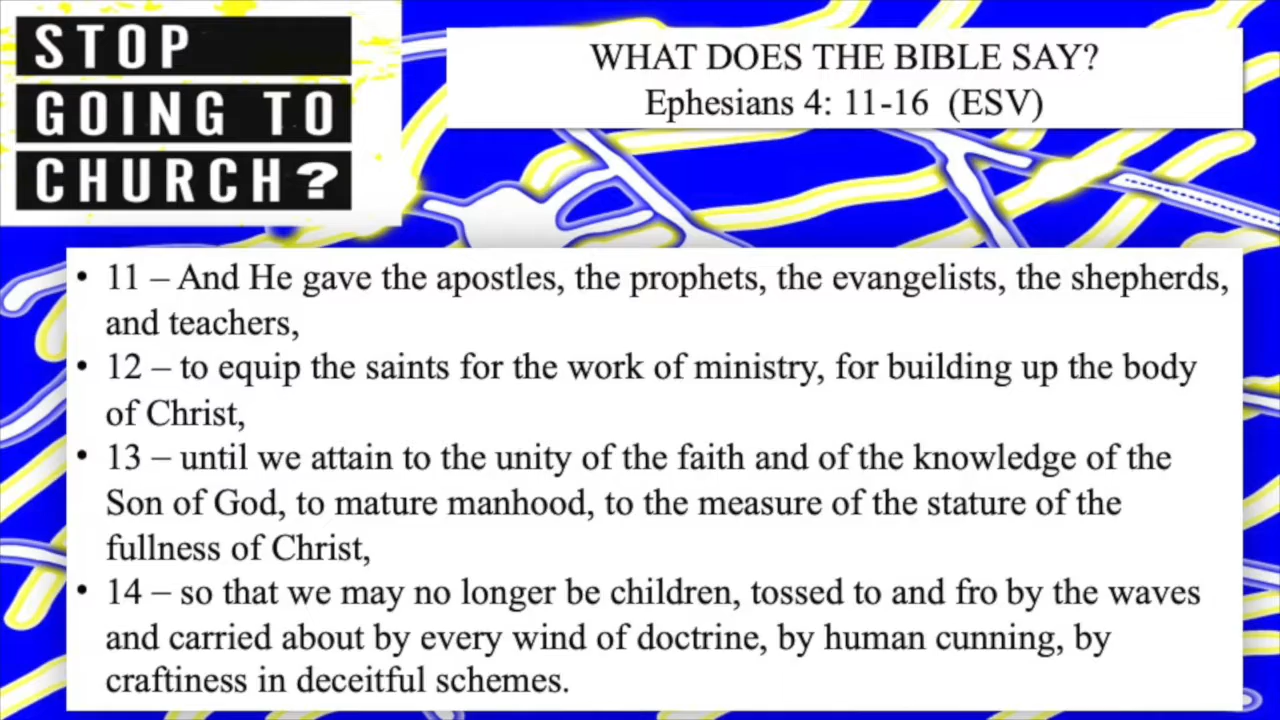 STOP
GOING TO
CHURCH?
WHAT DOES THE BIBLE SAY?
Ephesians 4: 11-16 (ESV)
• 11 – And He gave the apostles, the prophets, the evangelists, the shepherds,
and teachers,
• 12 – to equip the saints for the work of ministry, for building up the body
of Christ,
• 13 – until we attain to the unity of the faith and of the knowledge of the
Son of God, to mature manhood, to the measure of the stature of the
fullness of Christ,
• 14 – so that we may no longer be children, tossed to and fro by the waves
and carried about by every wind of doctrine, by human cunning, by
craftiness in deceitful schemes.